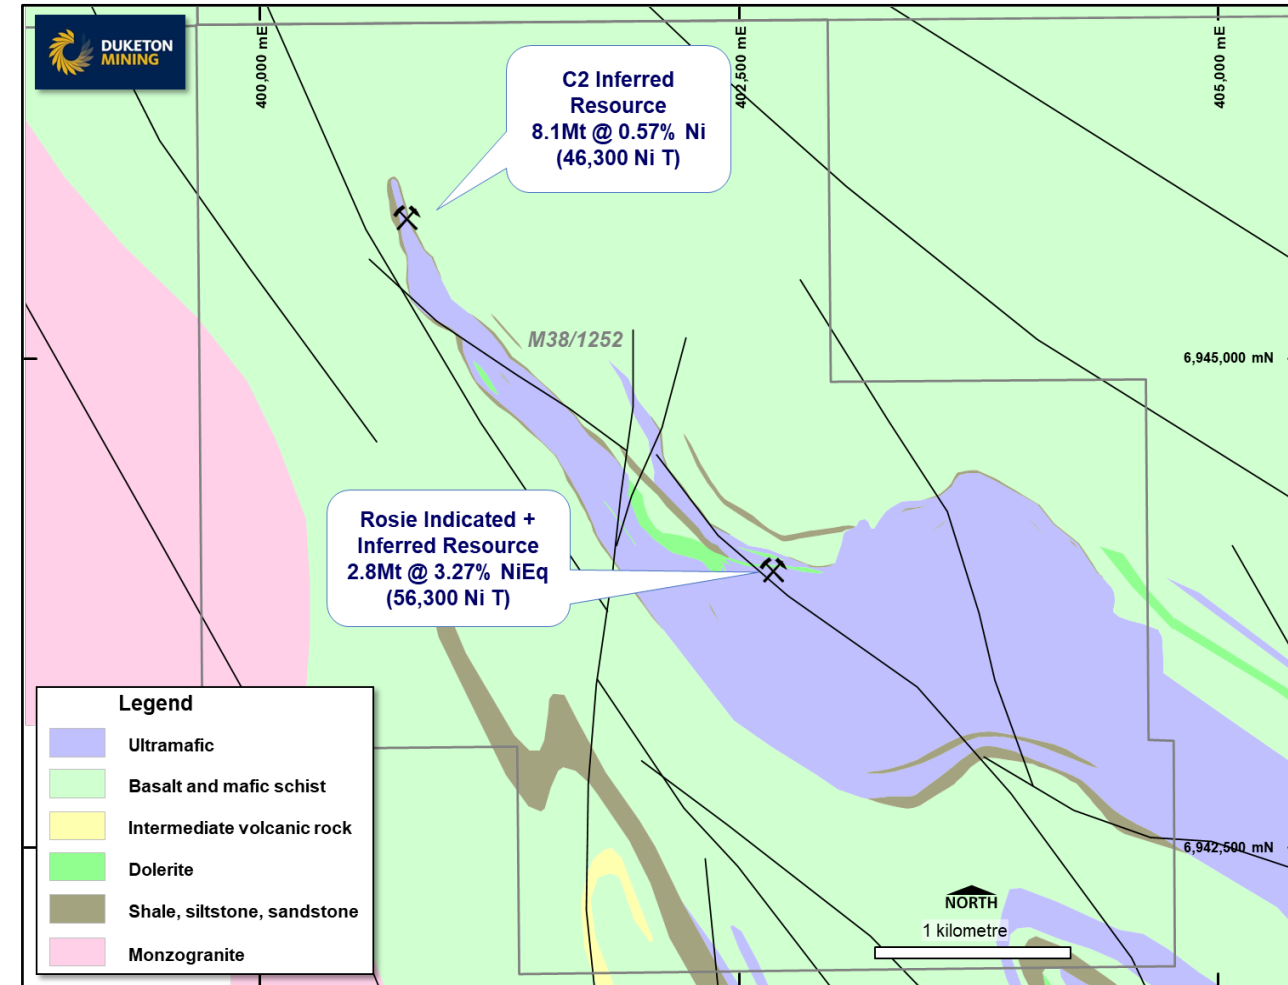 DUKETON
MINING
400,000 mE
402,500 mE
405,000 mE
C2 Inferred
Resource
8.1Mt @ 0.57% Ni
(46,300 Ni T)
M38/1252
6,945,000 mN
Rosie Indicated +
Inferred Resource
2.8Mt @ 3.27% NiEq
(56,300 Ni T)
Legend
Ultramafic
Basalt and mafic schist
Intermediate volcanic rock
Dolerite
Shale, siltstone, sandstone
Monzogranite
6,942,500 mN
NORTH
1 kilometre